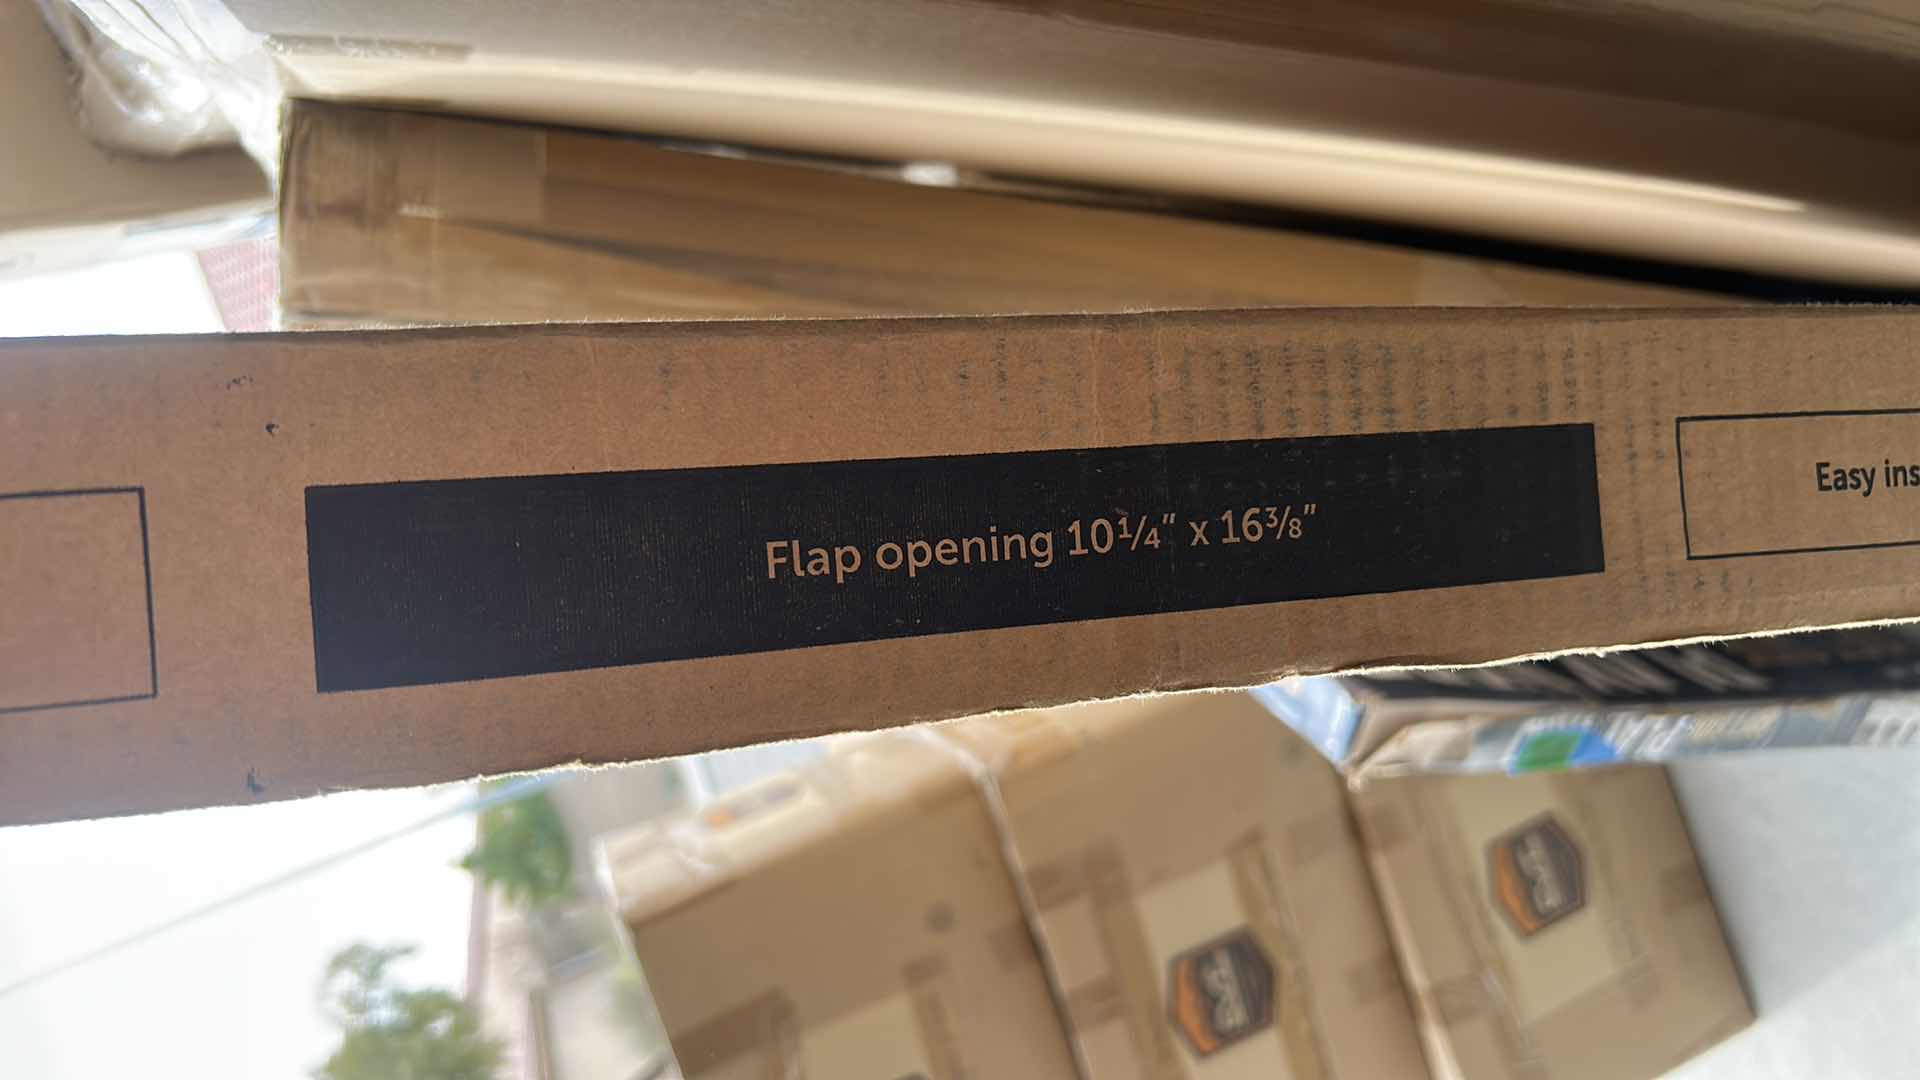 Flap opening 10¼" x 16⅜"
Easy ins